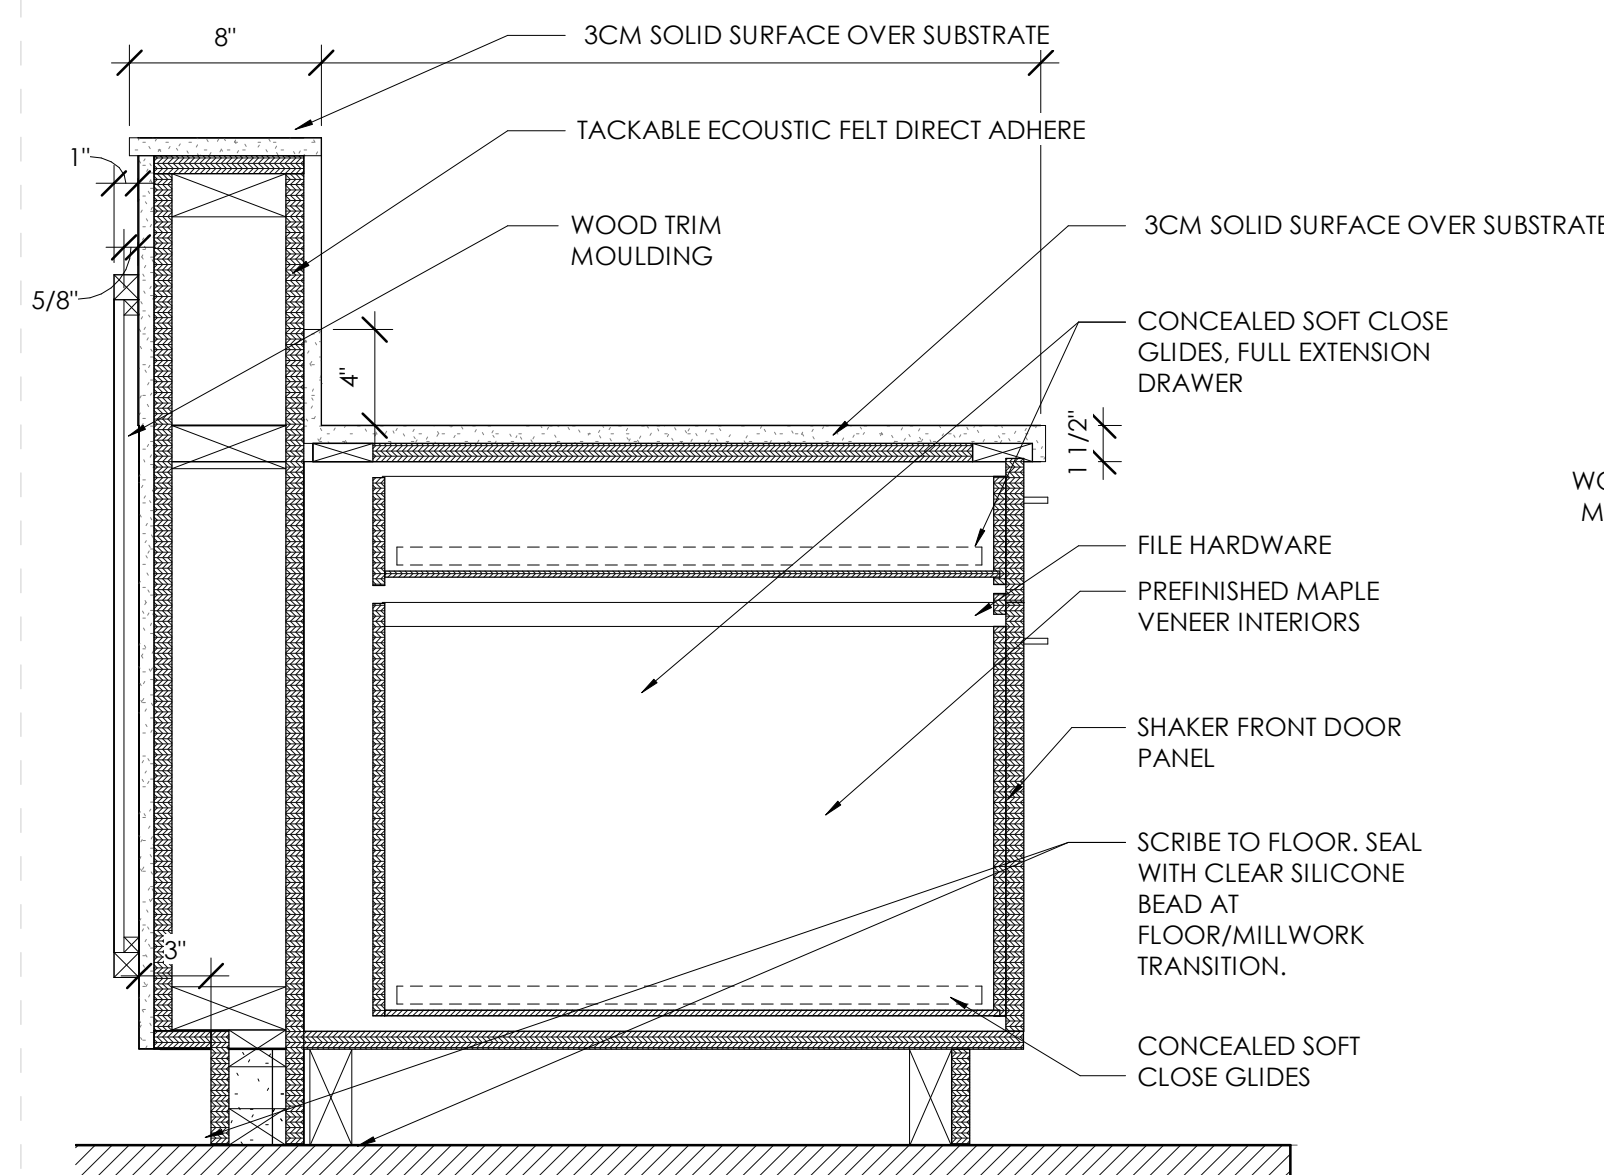 8"
3CM SOLID SURFACE OVER SUBSTRATE
TACKABLE ECOUSTIC FELT DIRECT ADHERE
1"
WOOD TRIM
MOULDING
3CM SOLID SURFACE OVER SUBSTRATE
5/8"
CONCEALED SOFT CLOSE
GLIDES, FULL EXTENSION
DRAWER
4"
1 1/2"
WO
M
FILE HARDWARE
PREFINISHED MAPLE
VENEER INTERIORS
SHAKER FRONT DOOR
PANEL
SCRIBE TO FLOOR. SEAL
WITH CLEAR SILICONE
BEAD AT
FLOOR/MILLWORK
TRANSITION.
3"
CONCEALED SOFT
CLOSE GLIDES